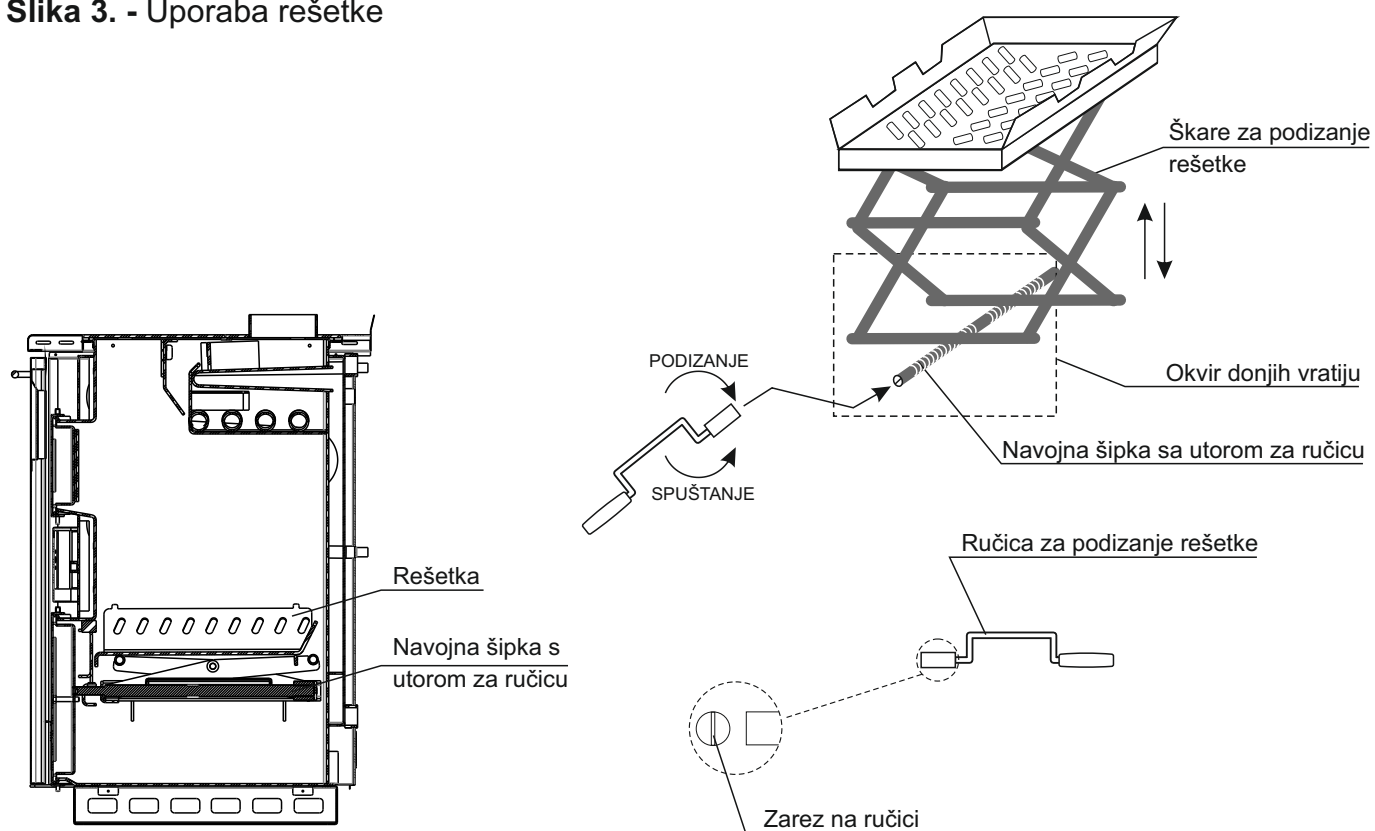 Slika 3. - Uporaba rešetke
Škare za podizanje
rešetke
PODIZANJE
Okvir donjih vratiju
Navojna šipka sa utorom za ručicu
SPUŠTANJE
Ručica za podizanje rešetke
Rešetka
Navojna šipka s
utorom za ručicu
Zarez na ručici